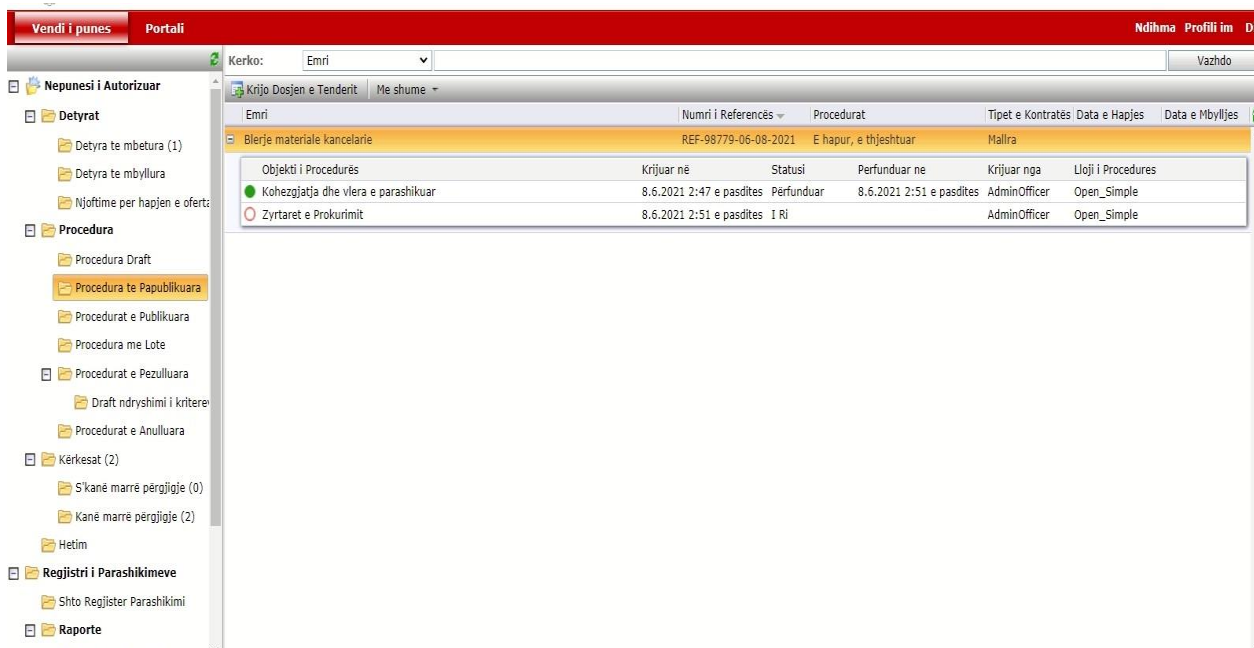 Vendi i punes Portali Ndihma Profili im D
Kerko: Emri Vazhdo
Nepunesi i Autorizuar
Detyrat
Detyra te mbetura (1)
Detyra te mbyllura
Njoftime per hapjen e oferta
Procedura
Procedura Draft
Procedura te Papublikuara
Procedurat e Publikuara
Procedura me Lote
Procedurat e Pezulluara
Draft ndryshimi i kritere
Procedurat e Anulluara
Kërkesat (2)
S'kanë marrë përgjigje (0)
Kanë marrë përgjigje (2)
Hetim
Regjistri i Parashikimeve
Shto Regjister Parashikimi
Raporte
Krijo Dosjen e Tenderit Me shume
Emri Numri i Referencës Procedurat Tipet e Kontratës Data e Hapjes Data e Mbylljes
Blerje materiale kancelarie REF-98779-06-08-2021 E hapur, e thjeshtuar Mallra
Objekti i Procedurës Krijuar në Statusi Perfunduar ne Krijuar nga Lloji i Procedures
Kohezgjatja dhe vlera e parashikuar 8.6.2021 2:47 e pasdites Përfunduar 8.6.2021 2:51 e pasdites AdminOfficer Open_Simple
Zyrtaret e Prokurimit 8.6.2021 2:51 e pasdites I Ri AdminOfficer Open_Simple